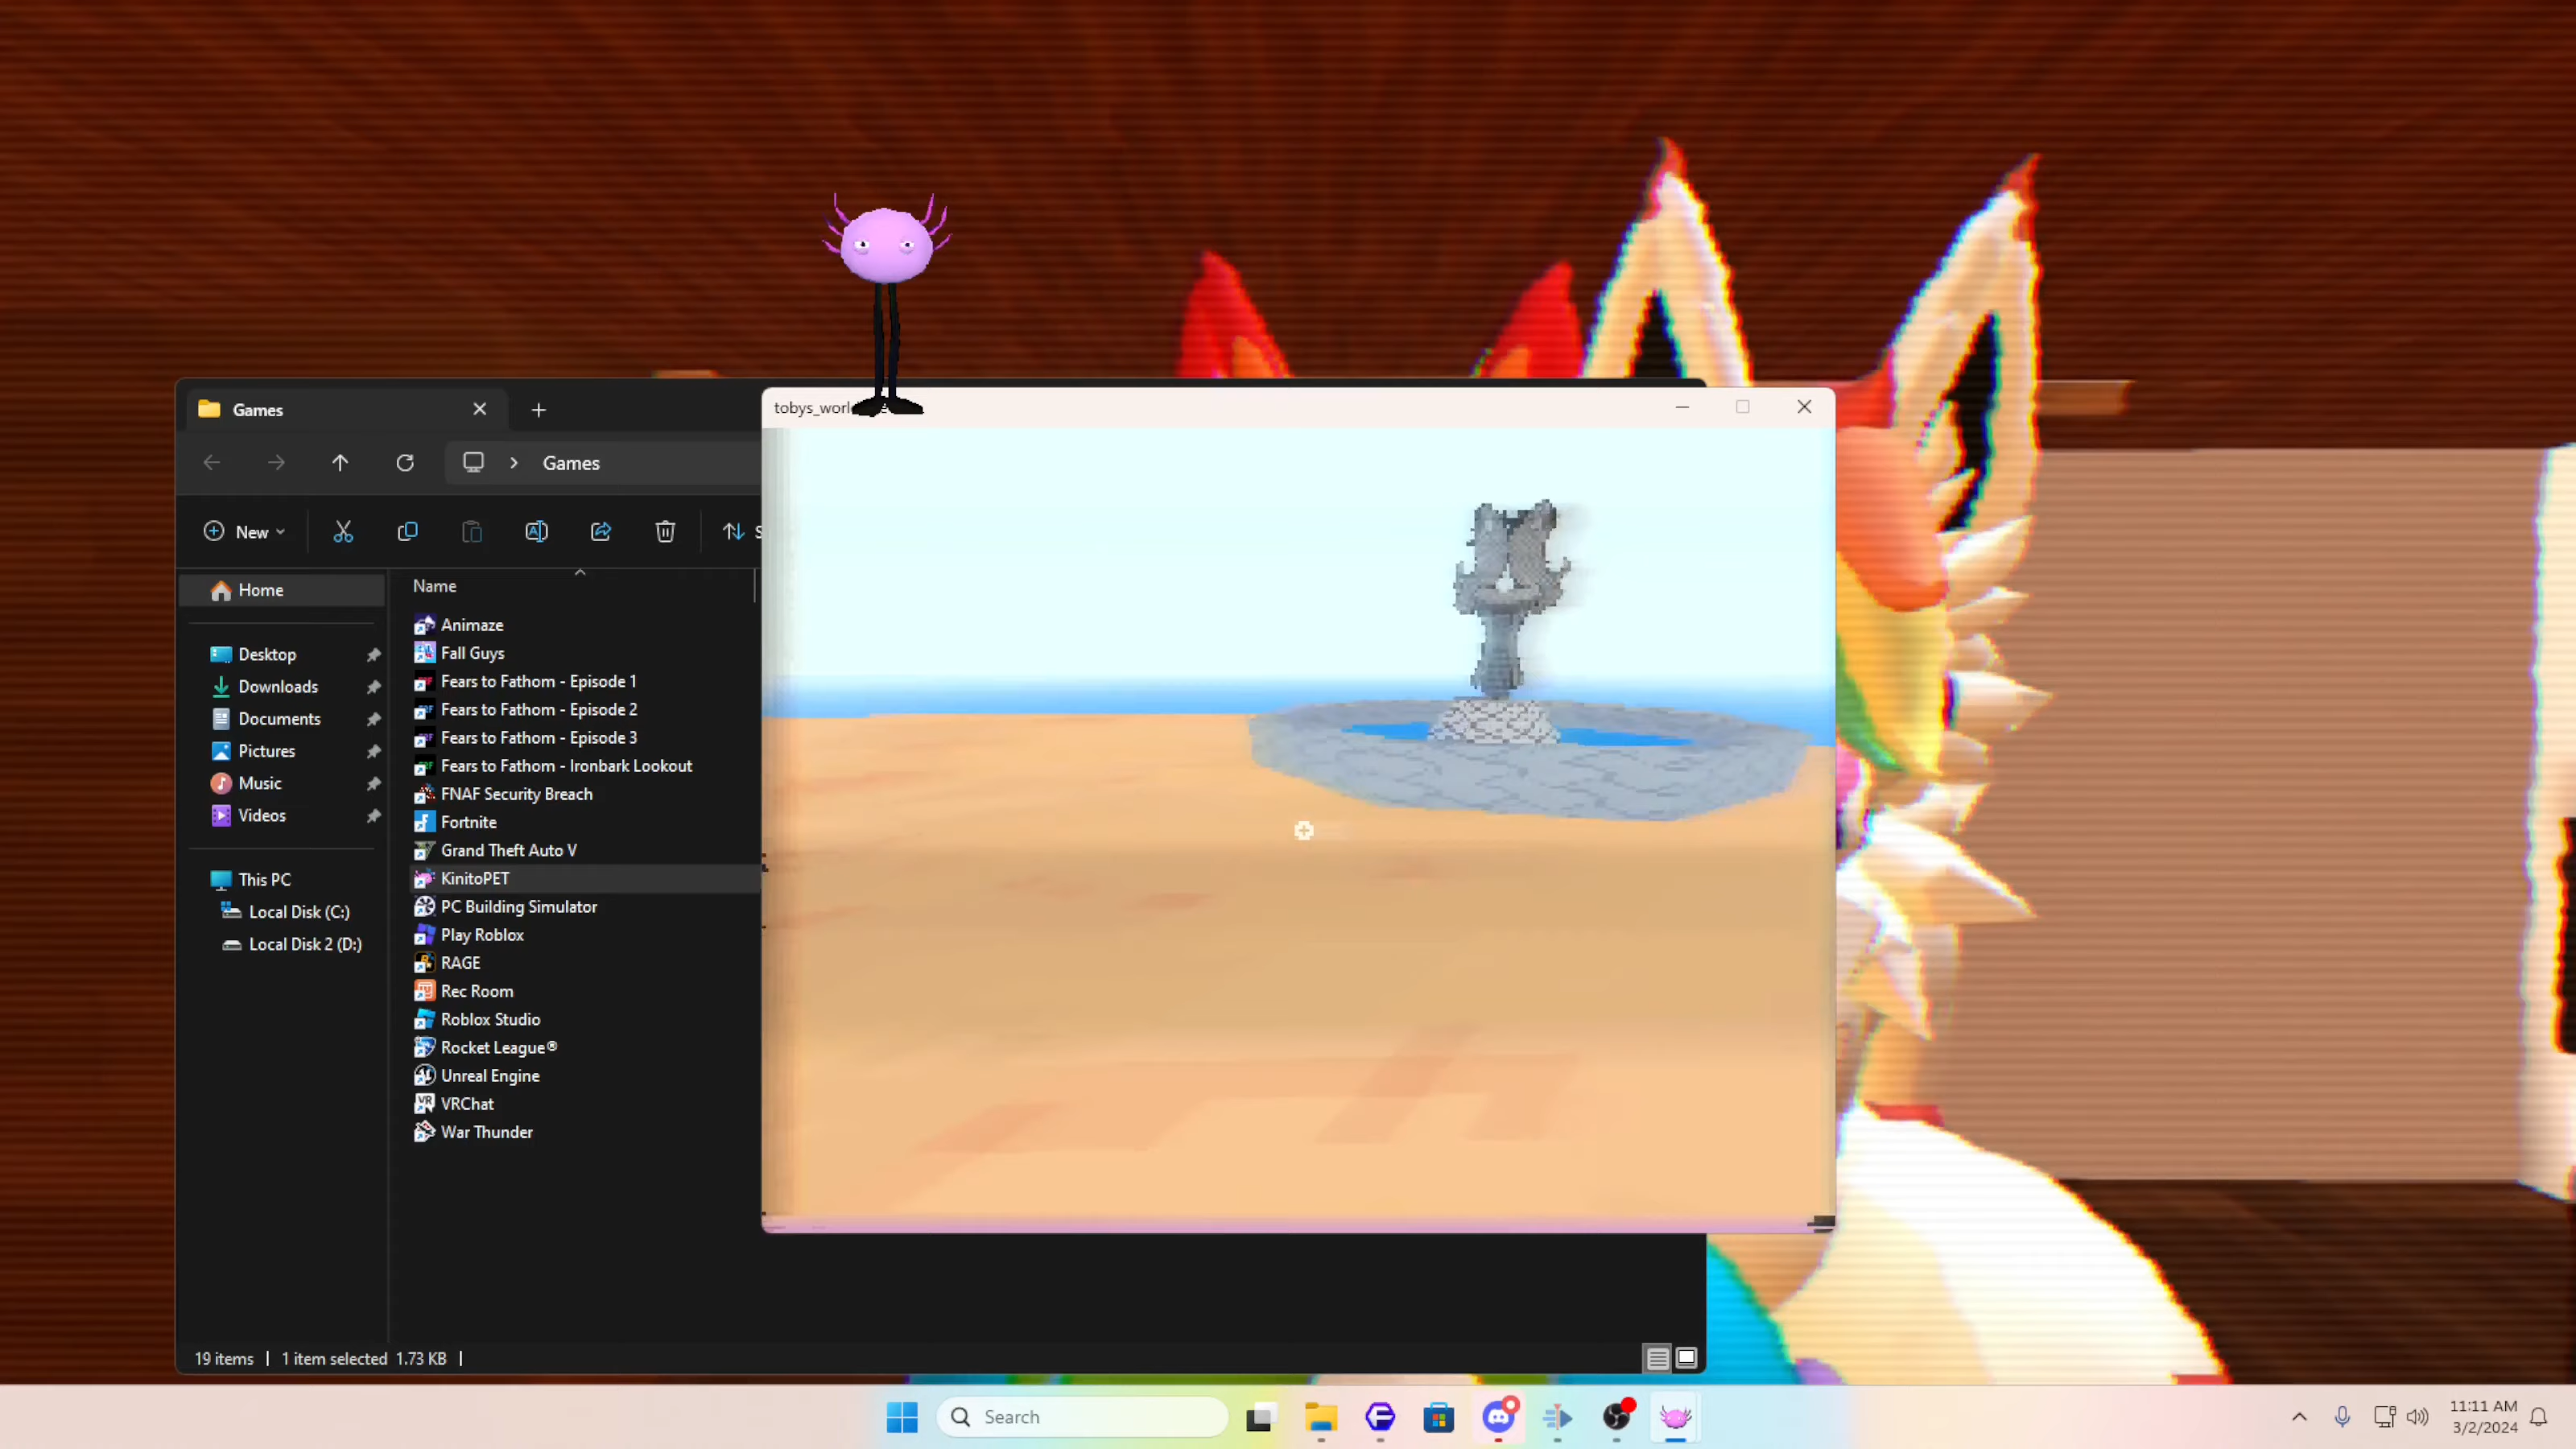 Games
tobys_worl
Games
New
S
Name
Home
Desktop
Downloads
Documents
Pictures
Music
Videos
This PC
Local Disk (C:)
Local Disk 2 (D:)
Animaze
Fall Guys
Fears to Fathom - Episode 1
Fears to Fathom - Episode 2
Fears to Fathom - Episode 3
Fears to Fathom - Ironbark Lookout
FNAF Security Breach
Fortnite
Grand Theft Auto V
KinitoPET
PC Building Simulator
Play Roblox
RAGE
Rec Room
Roblox Studio
Rocket League®
Unreal Engine
VRChat
War Thunder
19 items | 1 item selected 1.73 KB |
Search
11:11 AM
3/2/2024